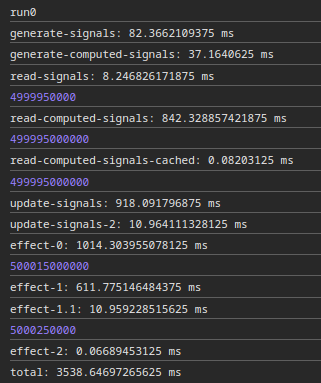 run0
generate-signals: 82.3662109375 ms
generate-computed-signals: 37.1640625 ms
read-signals: 8.246826171875 ms
4999950000
read-computed-signals: 842.328857421875 ms
499995000000
read-computed-signals-cached: 0.08203125 ms
499995000000
update-signals: 918.091796875 ms
update-signals-2: 10.964111328125 ms
effect-0: 1014.303955078125 ms
500015000000
effect-1: 611.775146484375 ms
effect-1.1: 10.959228515625 ms
5000250000
effect-2: 0.06689453125 ms
total: 3538.64697265625 ms